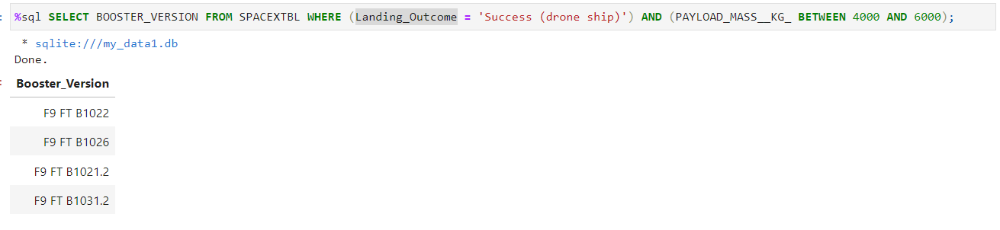 %sql SELECT BOOSTER_VERSION FROM SPACEXTBL WHERE (Landing_Outcome = 'Success (drone ship)') AND (PAYLOAD_MASS__KG_ BETWEEN 4000 AND 6000);
* sqlite:///my_data1.db
Done.
Booster_Version
F9 FT B1022
F9 FT B1026
F9 FT B1021.2
F9 FT B1031.2